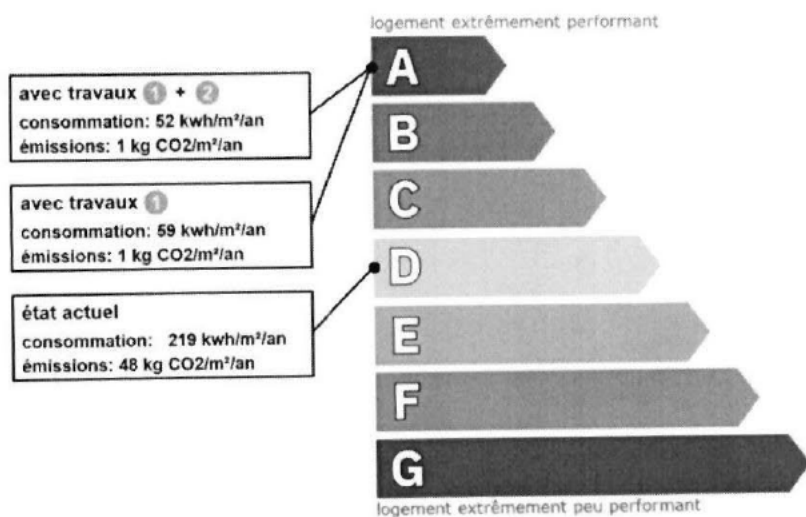 logement extrêmement performant
A
avec travaux 1 + 2
consommation: 52 kwh/m²/an
émissions: 1 kg CO2/m²/an
B
avec travaux 1
consommation: 59 kwh/m²/an
émissions: 1 kg CO2/m²/an
C
D
état actuel
consommation: 219 kwh/m²/an
émissions: 48 kg CO2/m²/an
E
F
G
logement extrêmement peu performant